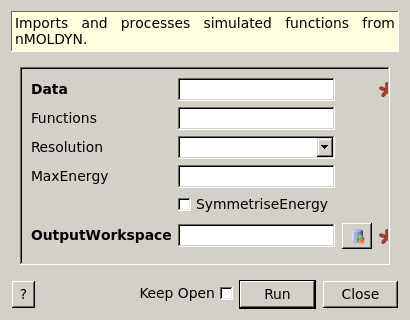 Imports and processes simulated functions from
nMOLDYN.
Data
Functions
Resolution
MaxEnergy
SymmetriseEnergy
OutputWorkspace
? Keep Open Run Close